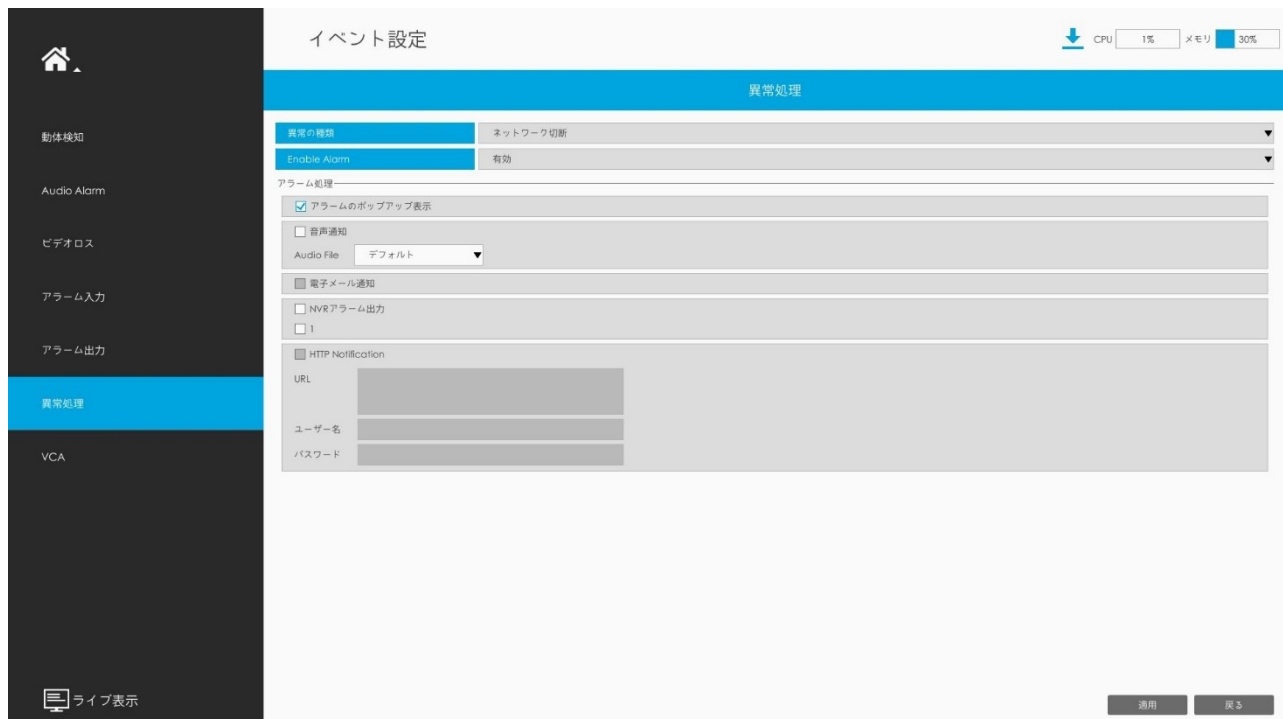 イベント設定
CPU 1% メモリ 30%
異常処理
動体検知
Audio Alarm
ビデオロス
アラーム入力
アラーム出力
異常処理
VCA
ライブ表示
異常の種類 ネットワーク切断
Enable Alarm 有効
アラーム処理
アラームのポップアップ表示
音声通知
Audio File デフォルト
電子メール通知
NVRアラーム出力
1
HTTP Notification
URL
ユーザー名
パスワード
適用 戻る